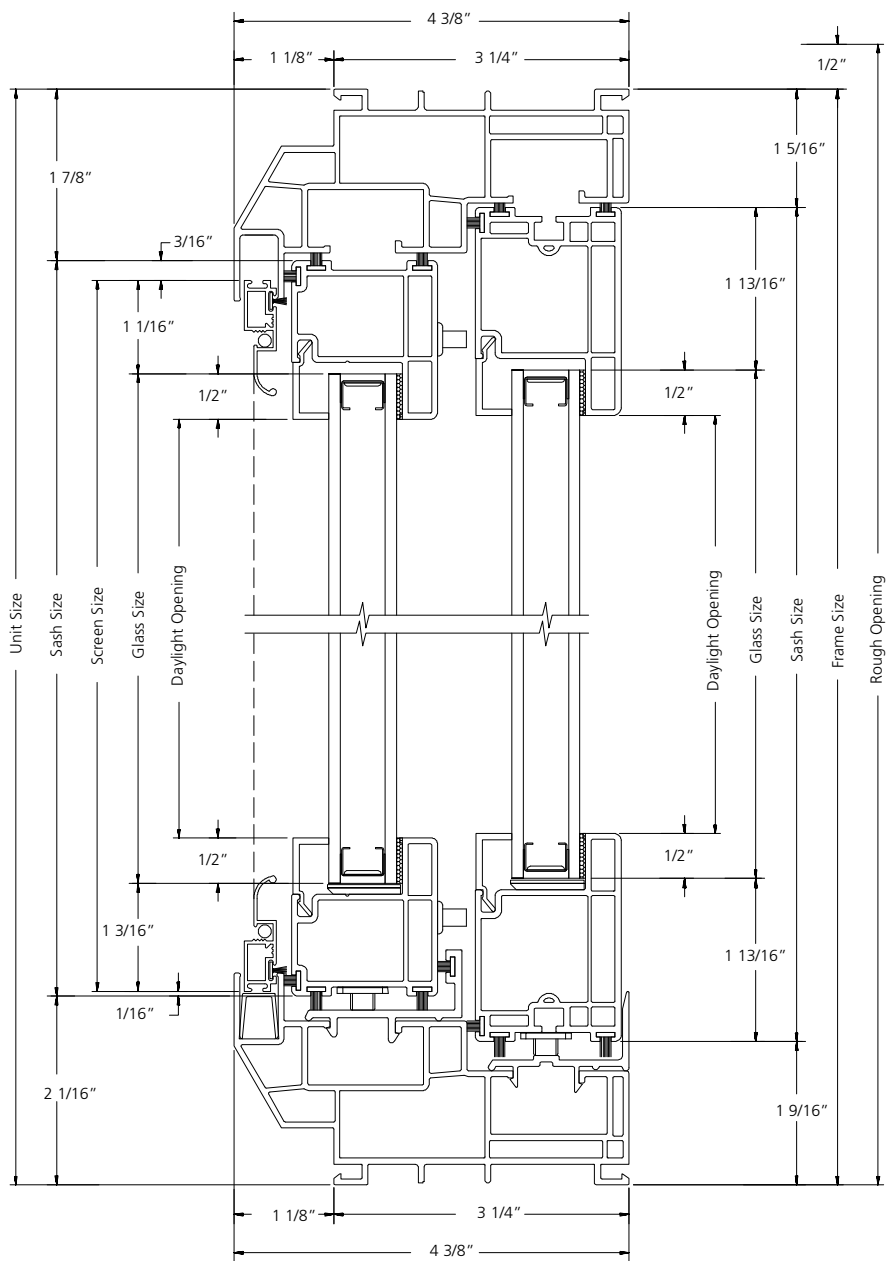 4 3/8”
1 1/8”
3 1/4”
1/2”
1 5/16”
1 7/8”
3/16”
1 13/16”
1 1/16”
1/2”
1/2”
Unit Size
Sash Size
Screen Size
Glass Size
Daylight Opening
Daylight Opening
Glass Size
Sash Size
Frame Size
Rough Opening
1/2”
1/2”
1 3/16”
1 13/16”
1/16”
2 1/16”
1 9/16”
1 1/8”
3 1/4”
4 3/8”